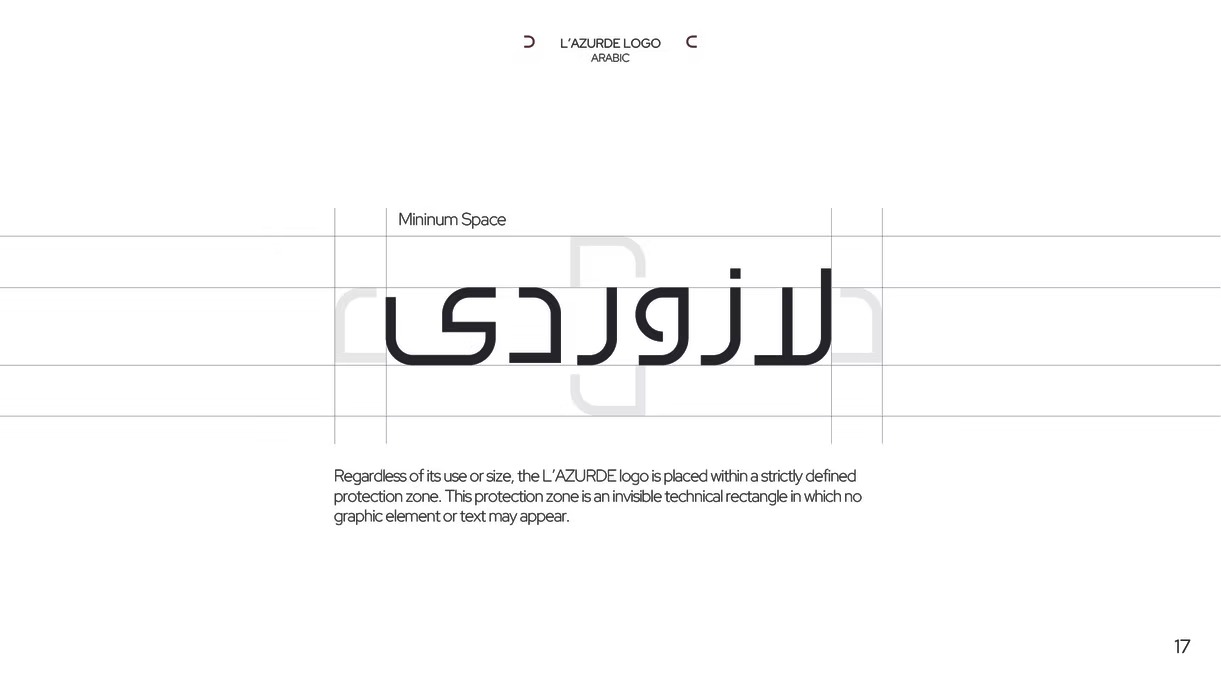 L’AZURDE LOGO
ARABIC
Mininum Space
لازوردى
Regardless of its use or size, the L’AZURDE logo is placed within a strictly defined
protection zone. This protection zone is an invisible technical rectangle in which no
graphic element or text may appear.
17